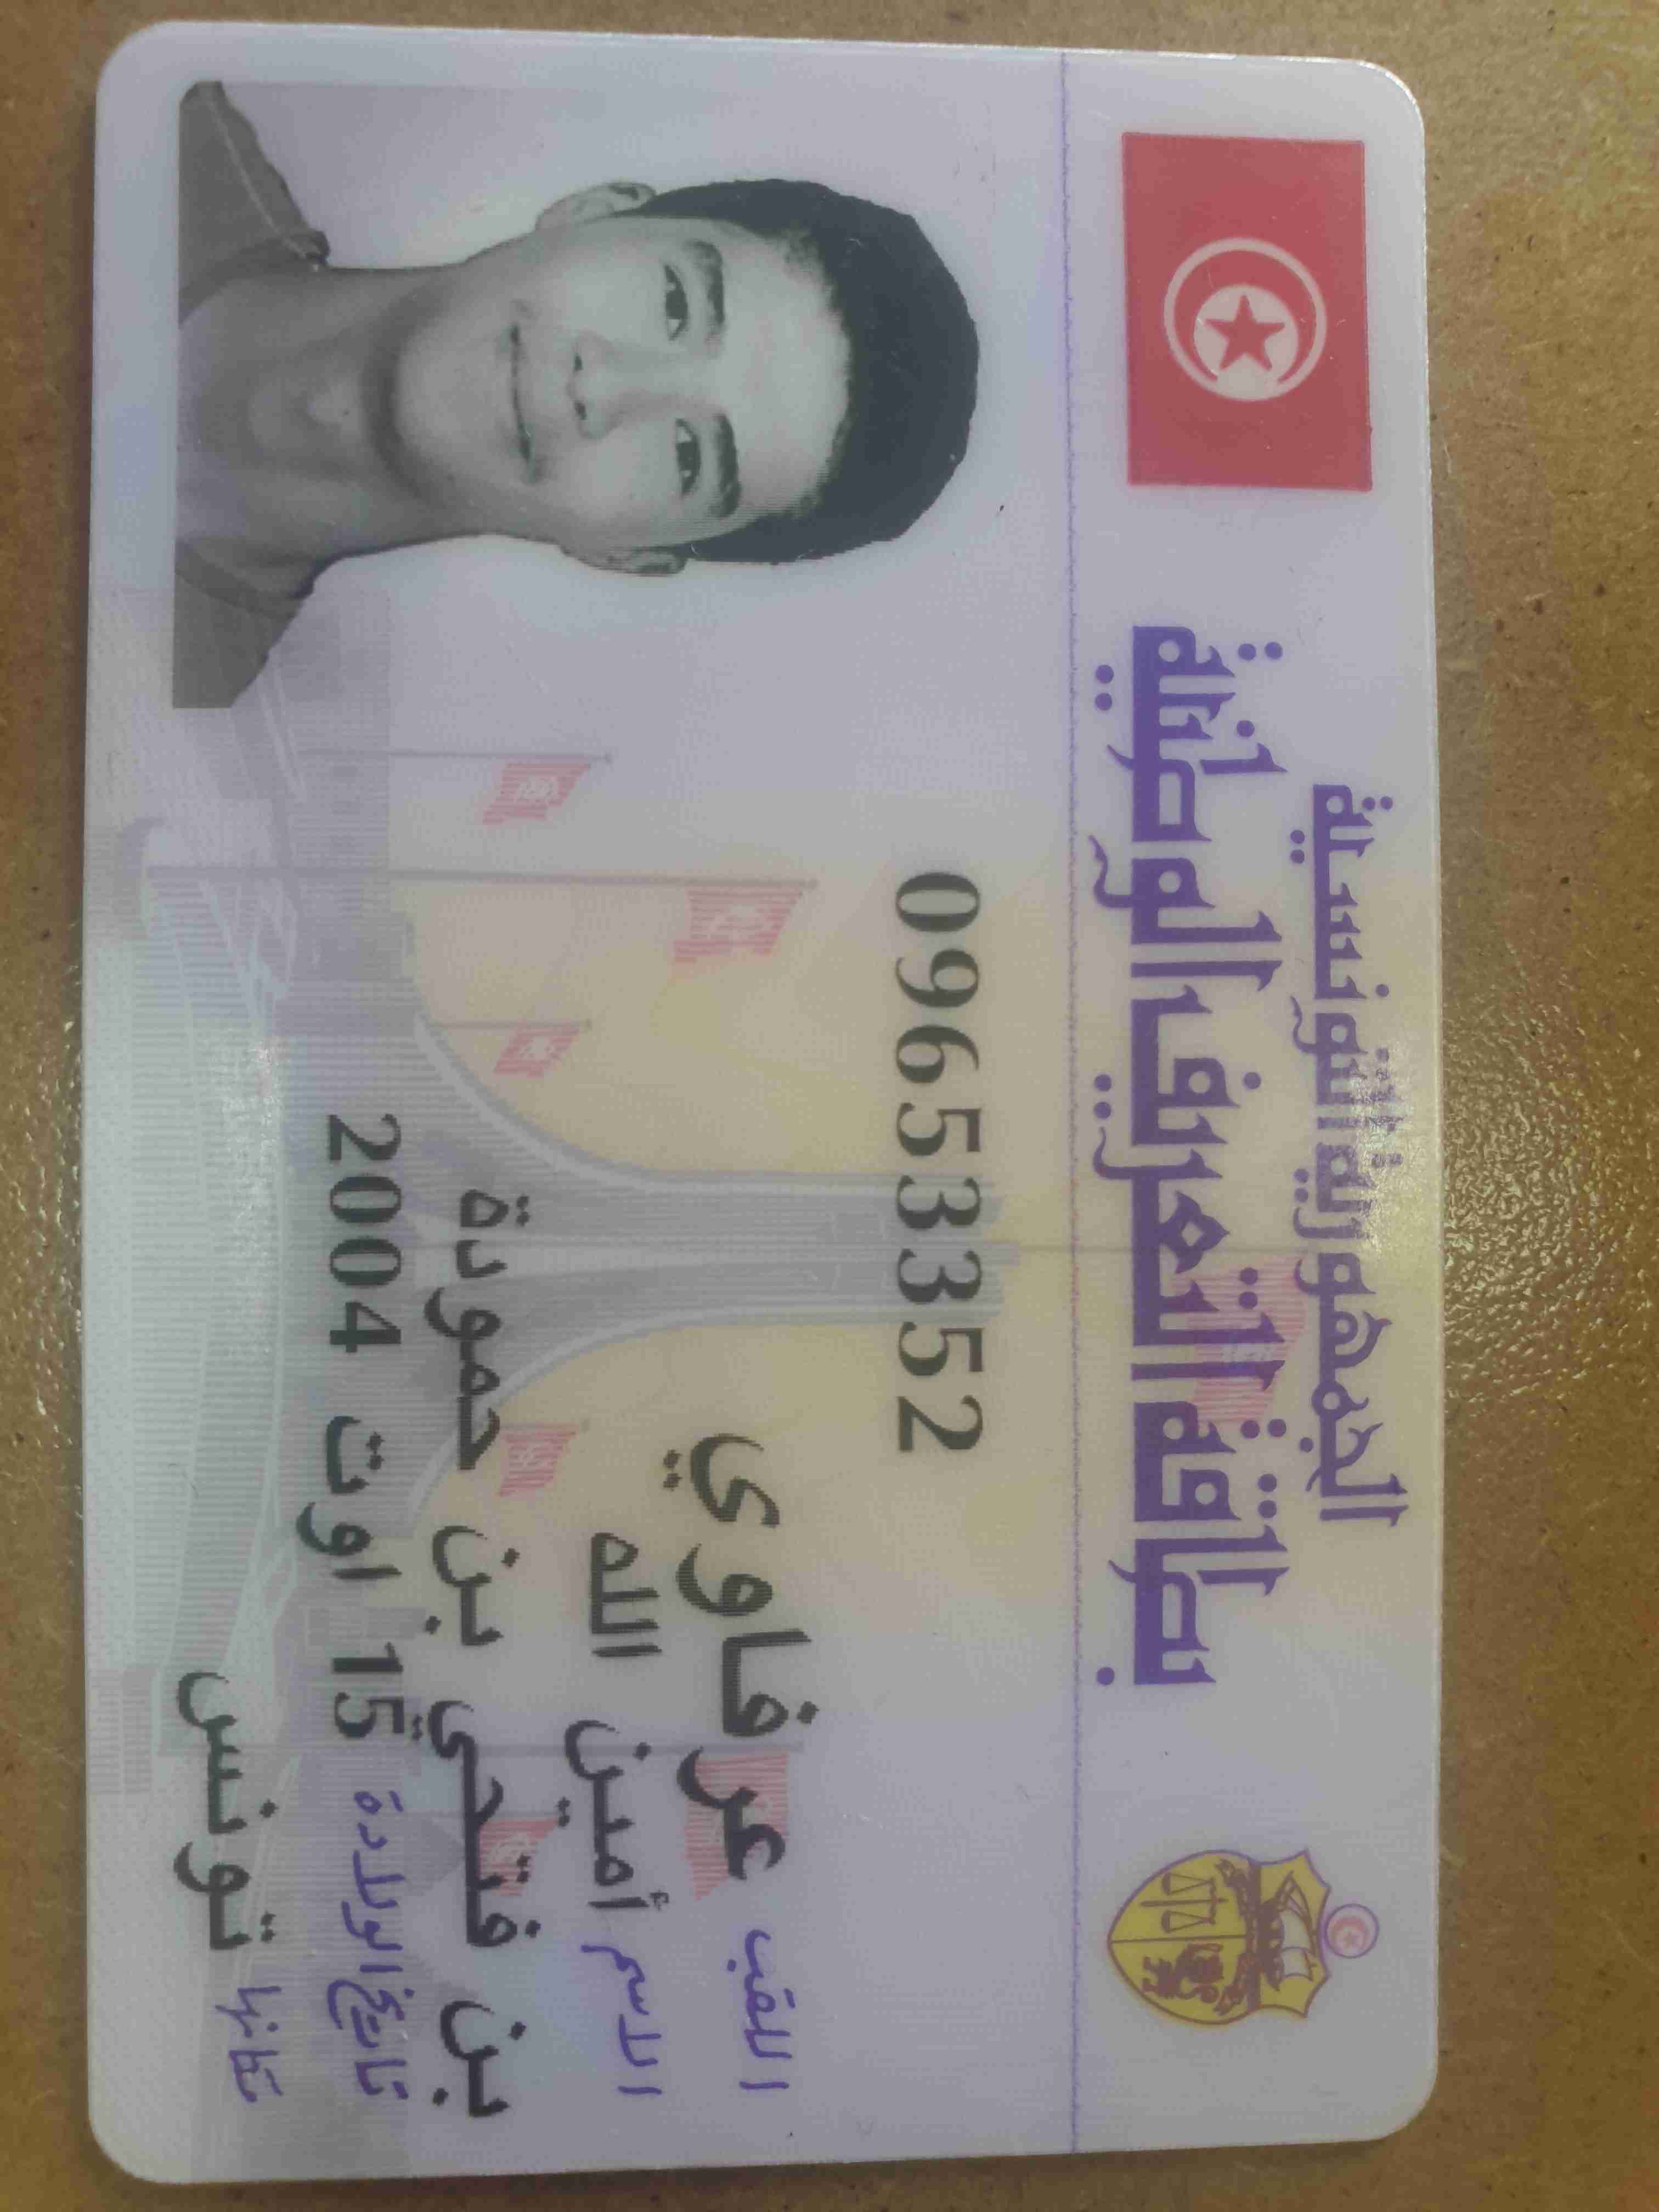 الجمهورية التونسية
بطاقة التعريف الوطنية
09653352
اللقب عرفاوي
الاسم أمين الله
بن فتحي بن حمودة
تاريخ الولادة 15 اوت 2004
مكانها تونس